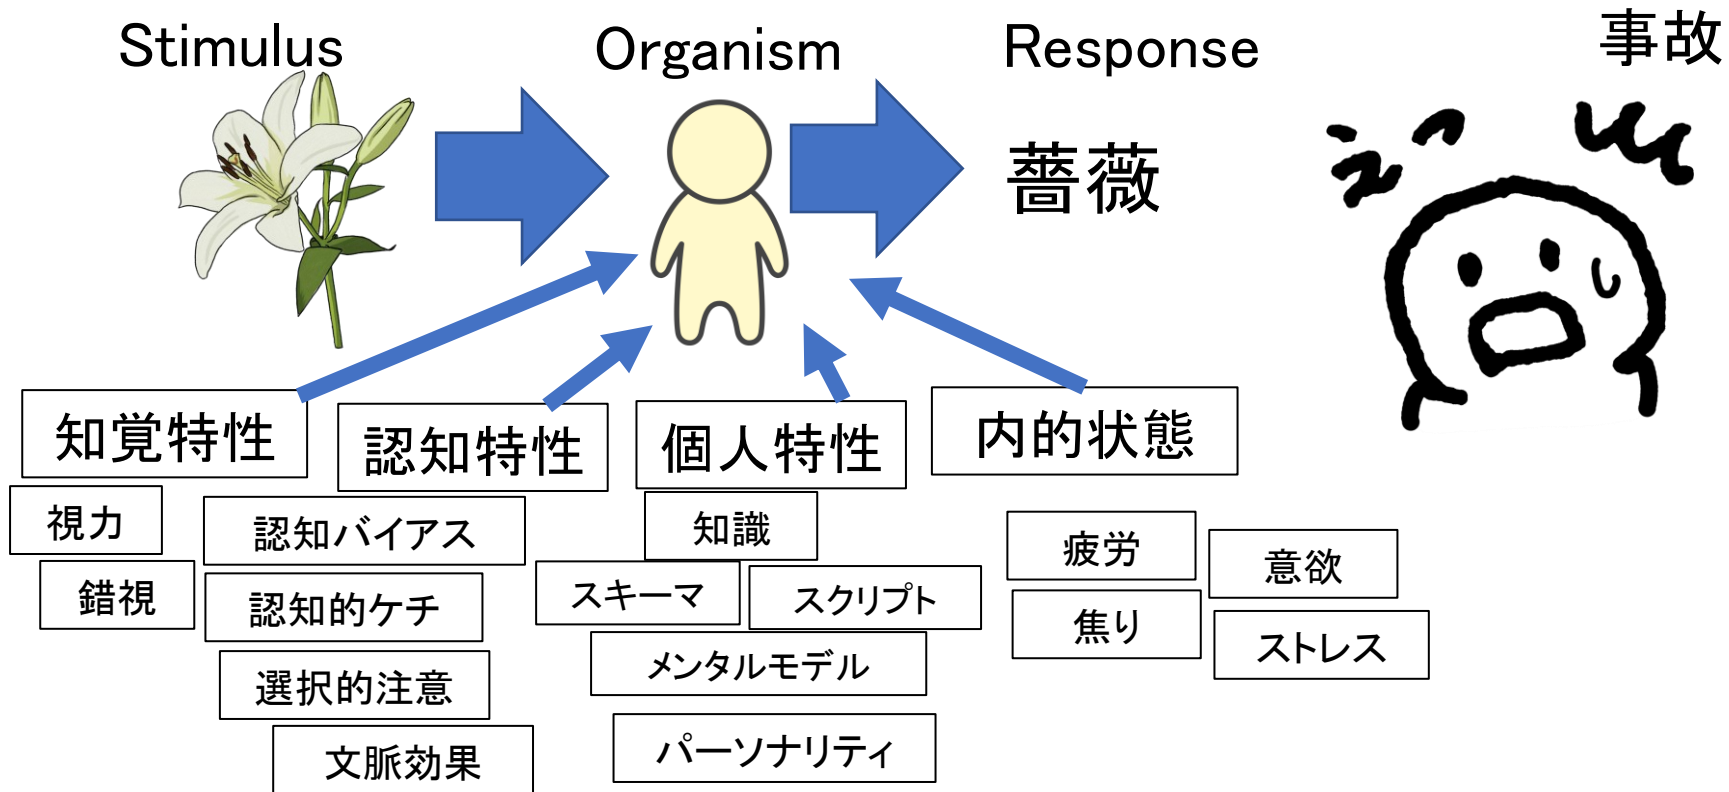 Stimulus
Organism
Response
事故
薔薇
えっ
知覚特性
認知特性
個人特性
内的状態
視力
錯視
認知バイアス
認知的ケチ
選択的注意
文脈効果
知識
スキーマ
スクリプト
メンタルモデル
パーソナリティ
疲労
意欲
焦り
ストレス